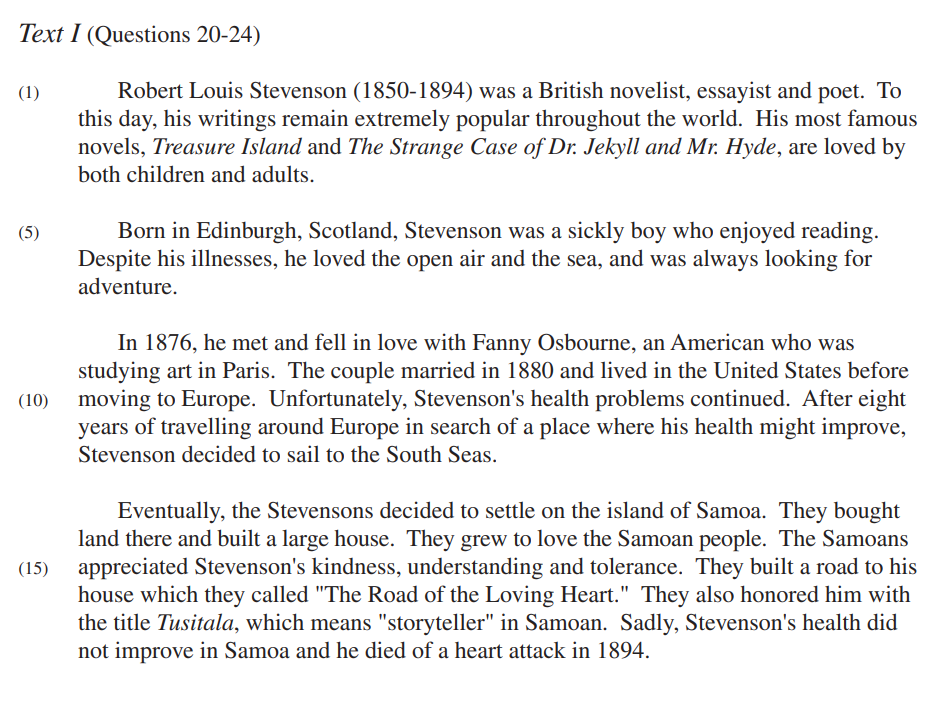 Text I (Questions 20-24)
(1) Robert Louis Stevenson (1850-1894) was a British novelist, essayist and poet. To
this day, his writings remain extremely popular throughout the world. His most famous
novels, Treasure Island and The Strange Case of Dr. Jekyll and Mr. Hyde, are loved by
both children and adults.
(5) Born in Edinburgh, Scotland, Stevenson was a sickly boy who enjoyed reading.
Despite his illnesses, he loved the open air and the sea, and was always looking for
adventure.
In 1876, he met and fell in love with Fanny Osbourne, an American who was
studying art in Paris. The couple married in 1880 and lived in the United States before
(10) moving to Europe. Unfortunately, Stevenson's health problems continued. After eight
years of travelling around Europe in search of a place where his health might improve,
Stevenson decided to sail to the South Seas.
Eventually, the Stevensons decided to settle on the island of Samoa. They bought
land there and built a large house. They grew to love the Samoan people. The Samoans
(15) appreciated Stevenson's kindness, understanding and tolerance. They built a road to his
house which they called "The Road of the Loving Heart." They also honored him with
the title Tusitala, which means "storyteller" in Samoan. Sadly, Stevenson's health did
not improve in Samoa and he died of a heart attack in 1894.